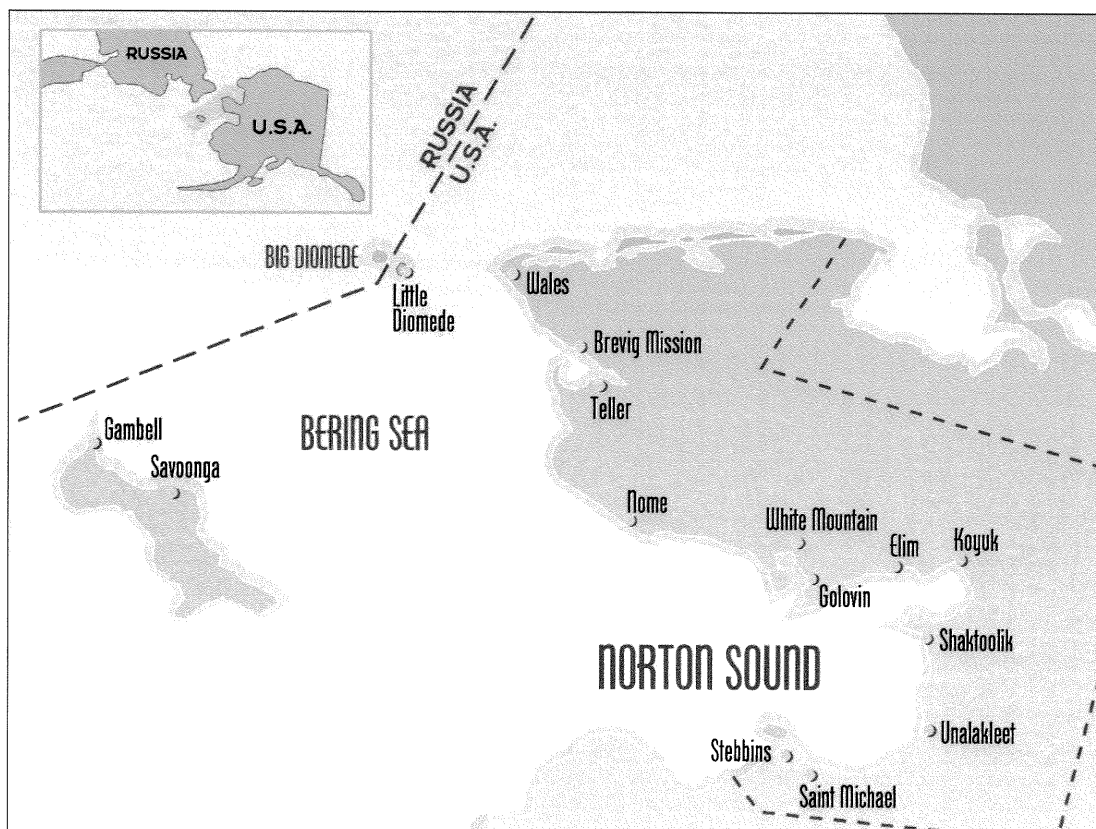 RUSSIA
U.S.A.
RUSSIA
U.S.A.
BIG DIOMEDE
Little
Diomede
Wales
Brevig Mission
Teller
BERING SEA
Gambell
Savoonga
Nome
White Mountain
Elim
Koyuk
Golovin
Shaktoolik
NORTON SOUND
Unalakleet
Stebbins
Saint Michael